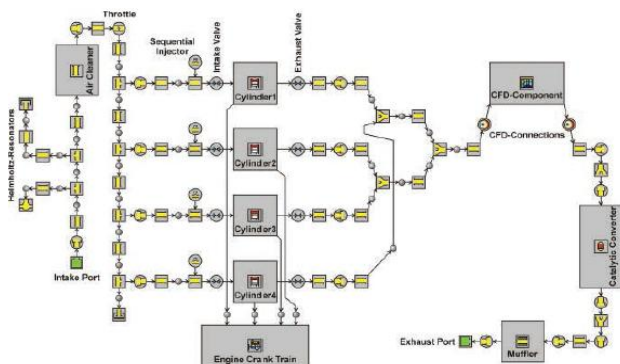 Throttle
Air Cleaner
Helmholtz-Resonators
Intake Port
Sequential
Injector
Intake Valve
Exhaust Valve
Cylinder1
Cylinder2
Cylinder3
Cylinder4
Engine Crank Train
CFD-Component
CFD-Connections
Catalytic Converter
Exhaust Port
Muffler